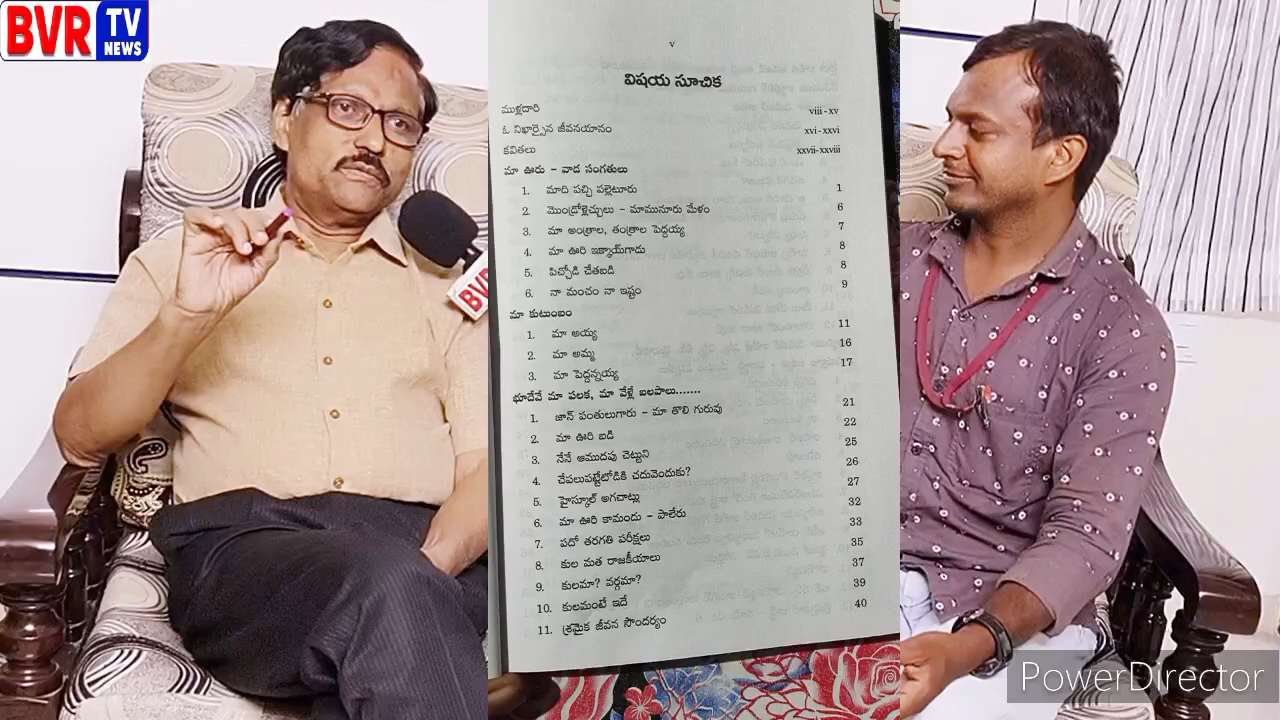 BVR TV NEWS
BVR
v
విషయ సూచిక
ముళ్లదారి viii - xv
ఓ నిఖార్సైన జీవనయానం xvi - xxvi
కవితలు xxvii-xxviii
మా ఊరు - వాడ సంగతులు
1. మాది పచ్చి పల్లెటూరు 1
2. మొండ్రోళ్లెచ్చులు - మామునూరు మేళం 6
3. మా అంత్రాల, తంత్రాల పెద్దయ్య 7
4. మా ఊరి ఇత్కాయ్‌గాడు 8
5. పిచ్చోడి చేతబడి 8
6. నా మంచం నా ఇష్టం 9
మా కుటుంబం
1. మా అయ్య 11
2. మా అమ్మ 16
3. మా పెద్దన్నయ్య 17
భూదేవే మా పలక, మా వేళ్లే బలపాలు.......
1. జాన్ పంతులుగారు - మా తొలి గురువు 21
2. మా ఊరి బడి 22
3. నేనే ఆముదపు చెట్టుని 25
4. చేపలుపట్టేటోడికి చదువెందుకు? 26
5. హైస్కూల్ అగచాట్లు 27
6. మా ఊరి కామందు - పాలేరు 32
7. పదో తరగతి పరీక్షలు 33
8. కుల మత రాజకీయాలు 35
9. కులమా? వర్గమా? 37
10. కులమంటే ఇదే 39
11. శ్రమైక జీవన సౌందర్యం 40
PowerDirector